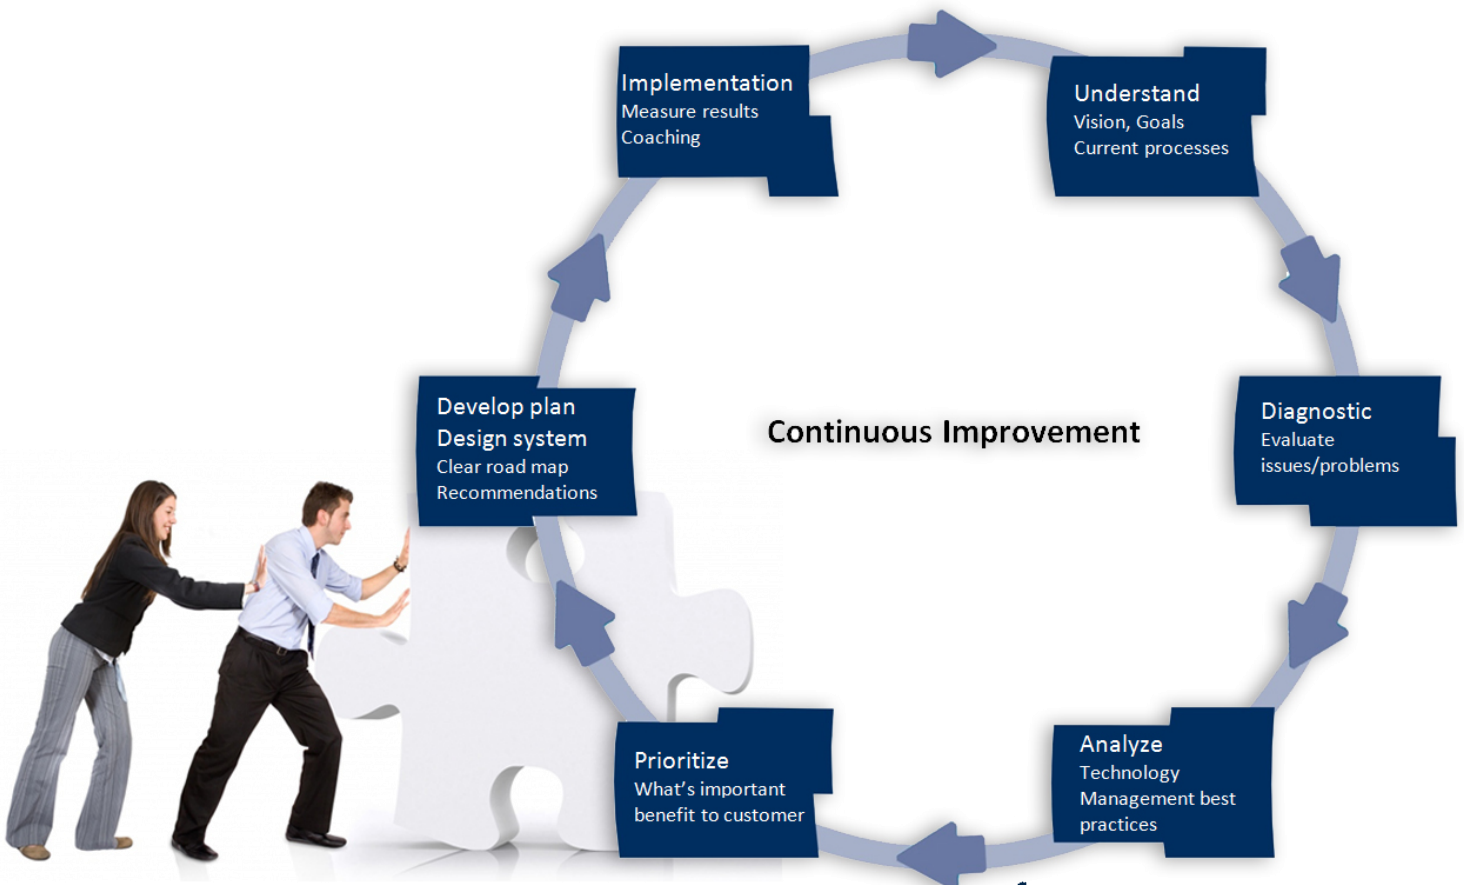 Implementation
Measure results
Coaching
Understand
Vision, Goals
Current processes
Diagnostic
Evaluate
issues/problems
Analyze
Technology
Management best
practices
Prioritize
What's important
benefit to customer
Develop plan
Design system
Clear road map
Recommendations
Continuous Improvement